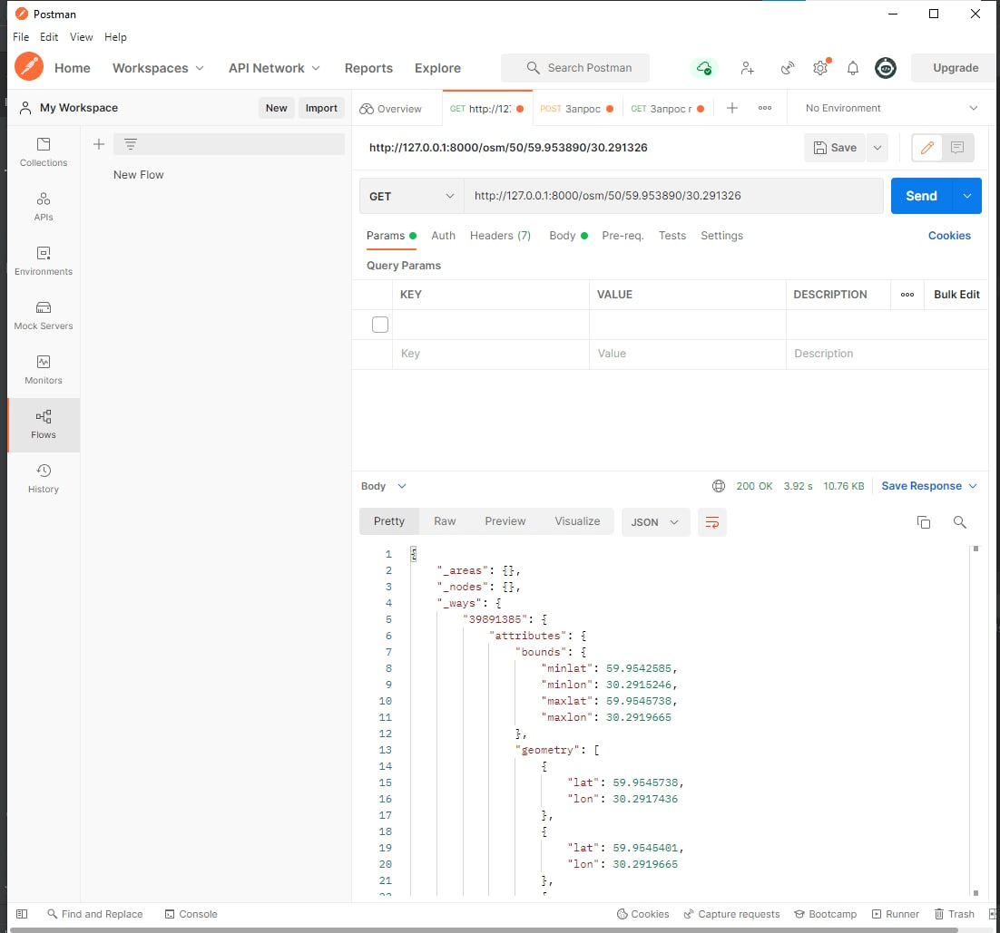 Postman
File Edit View Help
Home Workspaces API Network Reports Explore Search Postman Upgrade
My Workspace New Import Overview GET http://127 POST Запрос GET Запрос г No Environment
http://127.0.0.1:8000/osm/50/59.953890/30.291326 Save
Collections
New Flow
GET http://127.0.0.1:8000/osm/50/59.953890/30.291326 Send
APIs
Params Auth Headers (7) Body Pre-req. Tests Settings Cookies
Environments
Query Params
KEY VALUE DESCRIPTION Bulk Edit
Mock Servers
Key Value Description
Monitors
Flows
History
Body 200 OK 3.92 s 10.76 KB Save Response
Pretty Raw Preview Visualize JSON
1 {
2 "_areas": {},
3 "_nodes": {},
4 "_ways": {
5 "39891385": {
6 "attributes": {
7 "bounds": {
8 "minlat": 59.9542585,
9 "minlon": 30.2915246,
10 "maxlat": 59.9545738,
11 "maxlon": 30.2919665
12 },
13 "geometry": [
14 {
15 "lat": 59.9545738,
16 "lon": 30.2917436
17 },
18 {
19 "lat": 59.9545401,
20 "lon": 30.2919665
21 },
Find and Replace Console Cookies Capture requests Bootcamp Runner Trash